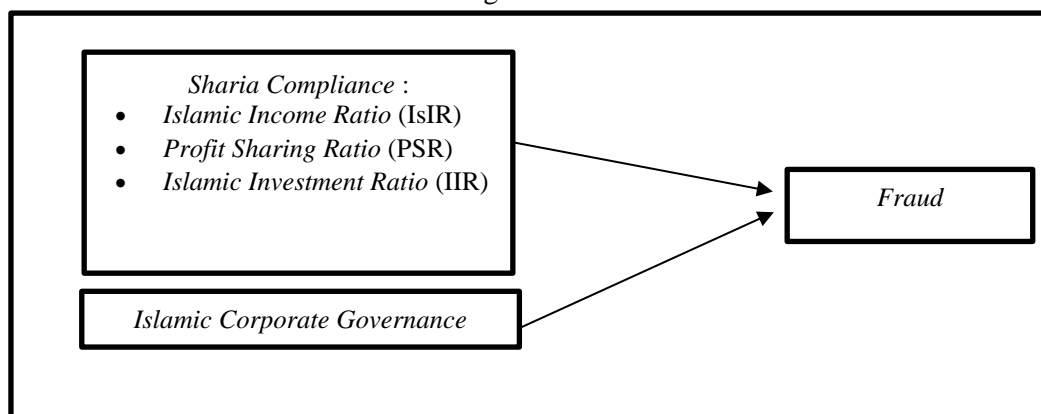 Sharia Compliance :
• Islamic Income Ratio (IsIR)
• Profit Sharing Ratio (PSR)
• Islamic Investment Ratio (IIR)
Fraud
Islamic Corporate Governance